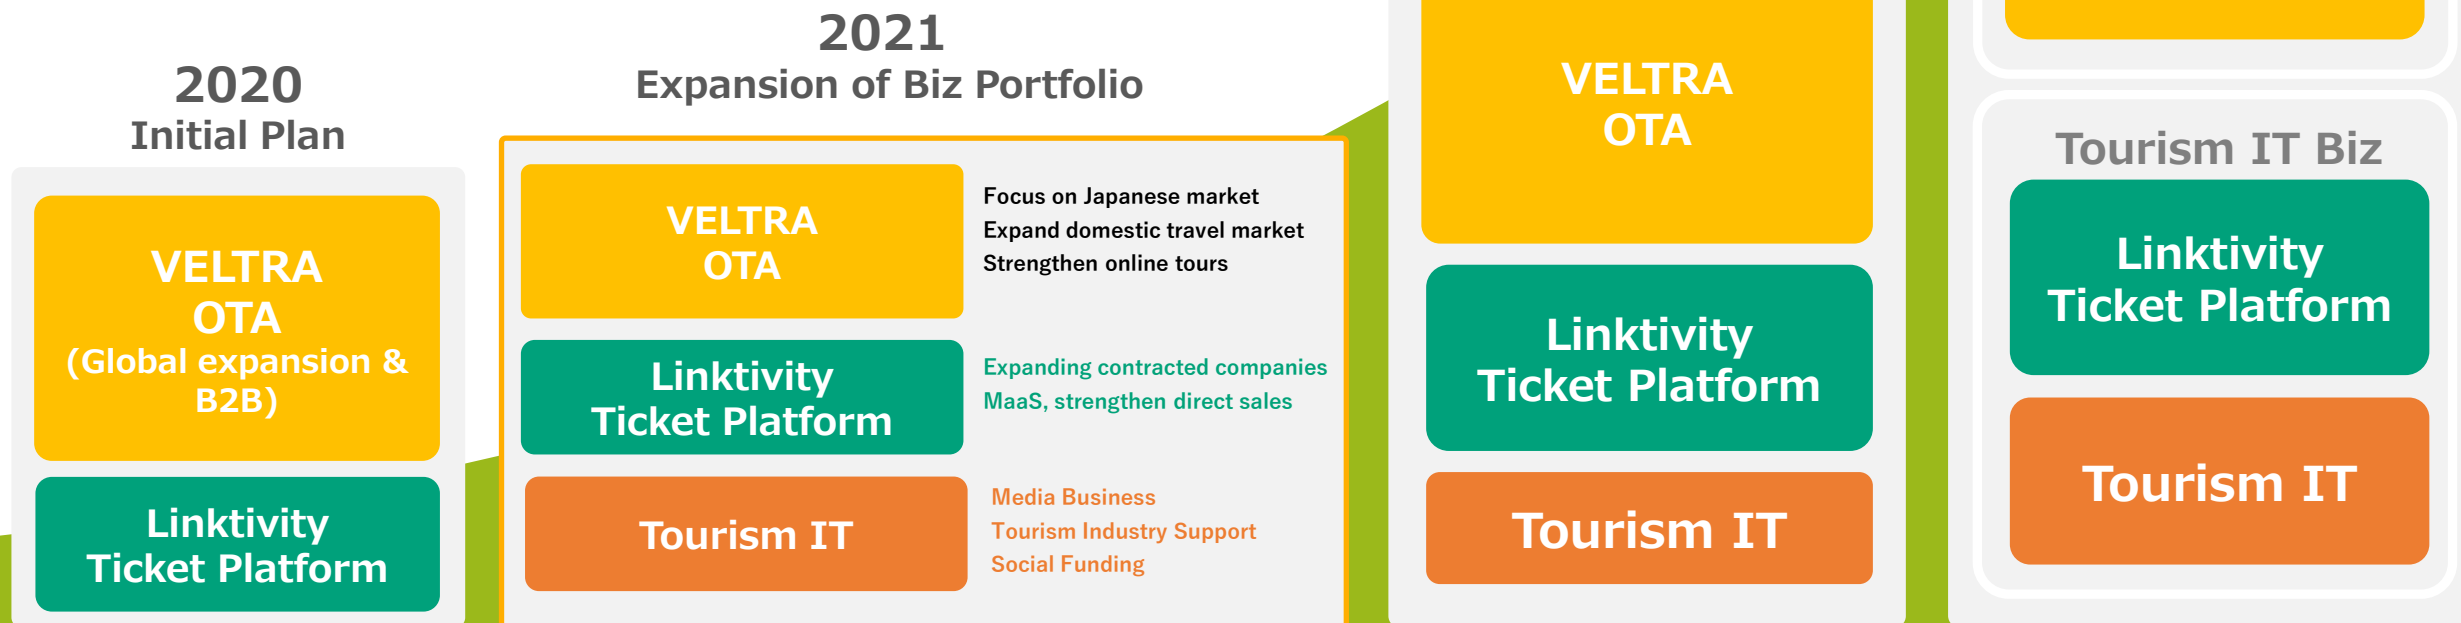 2020
Initial Plan
VELTRA
OTA
(Global expansion &
B2B)
Linktivity
Ticket Platform
2021
Expansion of Biz Portfolio
VELTRA
OTA
Focus on Japanese market
Expand domestic travel market
Strengthen online tours
Linktivity
Ticket Platform
Expanding contracted companies
MaaS, strengthen direct sales
Tourism IT
Media Business
Tourism Industry Support
Social Funding
VELTRA
OTA
Linktivity
Ticket Platform
Tourism IT
Tourism IT Biz
Linktivity
Ticket Platform
Tourism IT